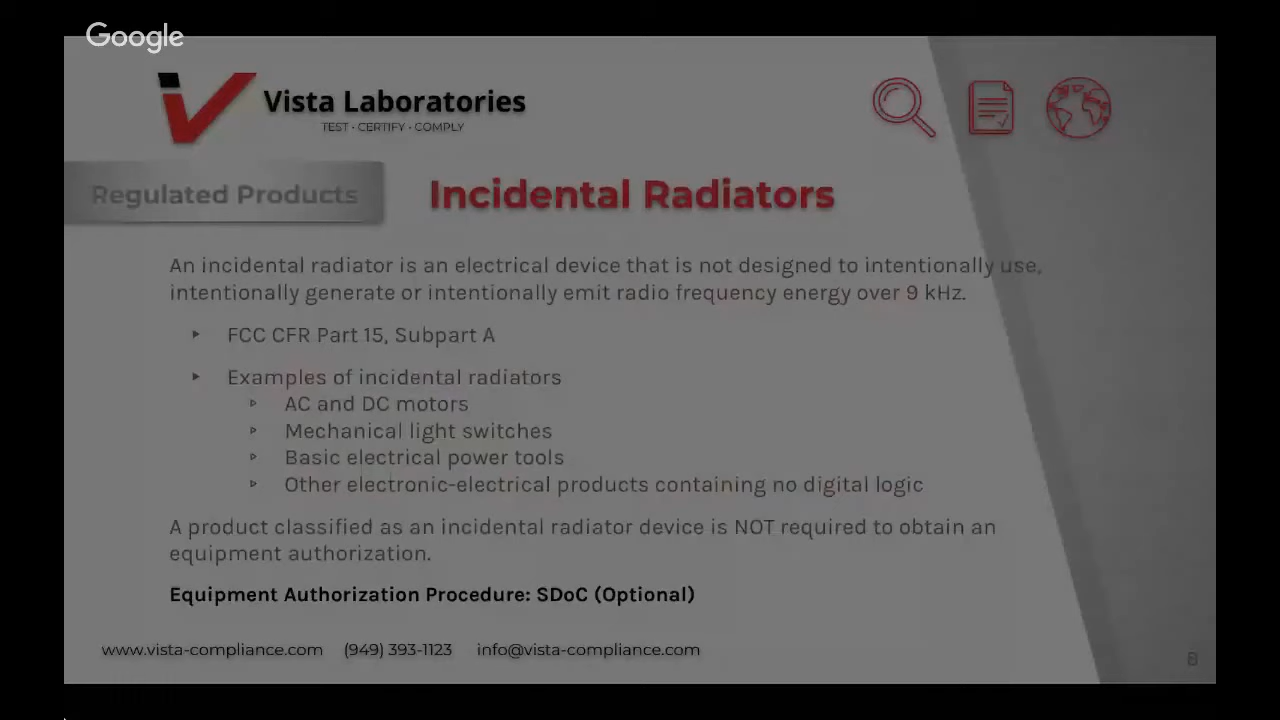 Google
Vista Laboratories
TEST · CERTIFY · COMPLY
Regulated Products
Incidental Radiators
An incidental radiator is an electrical device that is not designed to intentionally use,
intentionally generate or intentionally emit radio frequency energy over 9 kHz.
FCC CFR Part 15, Subpart A
Examples of incidental radiators
AC and DC motors
Mechanical light switches
Basic electrical power tools
Other electronic-electrical products containing no digital logic
A product classified as an incidental radiator device is NOT required to obtain an
equipment authorization.
Equipment Authorization Procedure: SDoC (Optional)
www.vista-compliance.com (949) 393-1123 info@vista-compliance.com